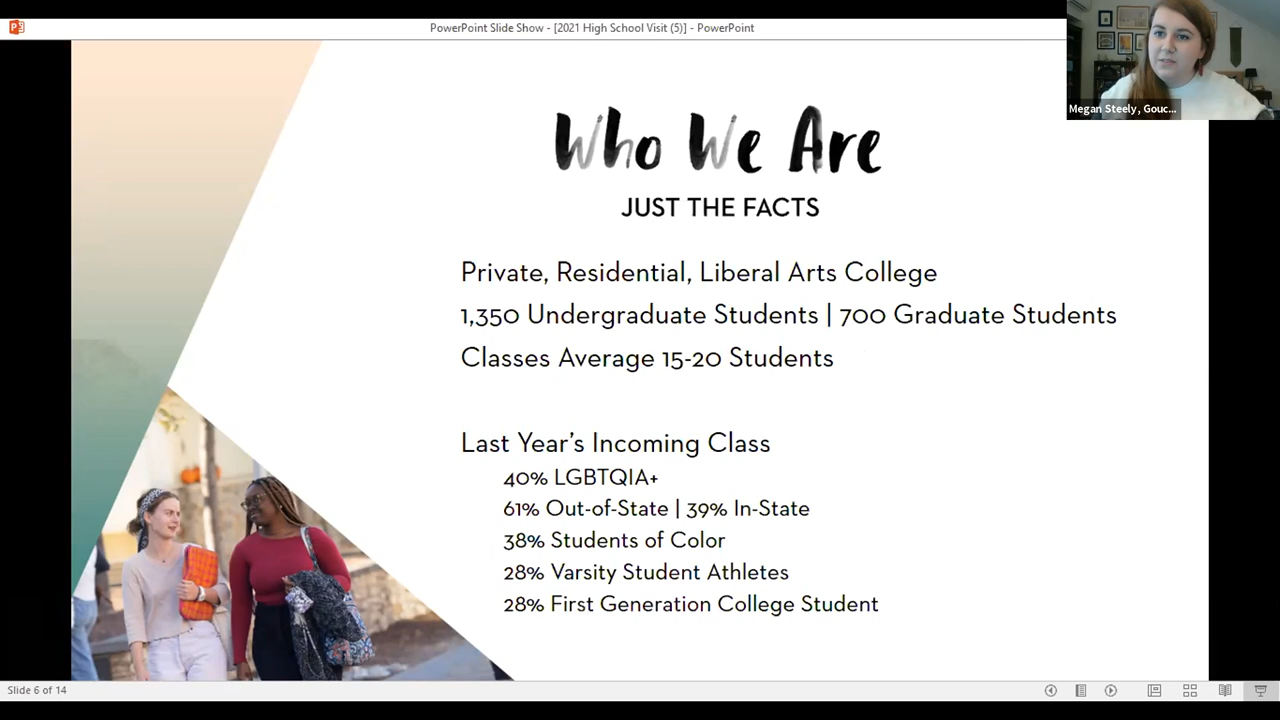 PowerPoint Slide Show - [2021 High School Visit (5)] - PowerPoint
Megan Steely, Gouc...
Who We Are
JUST THE FACTS
Private, Residential, Liberal Arts College
1,350 Undergraduate Students | 700 Graduate Students
Classes Average 15-20 Students
Last Year's Incoming Class
40% LGBTQIA+
61% Out-of-State | 39% In-State
38% Students of Color
28% Varsity Student Athletes
28% First Generation College Student
Slide 6 of 14